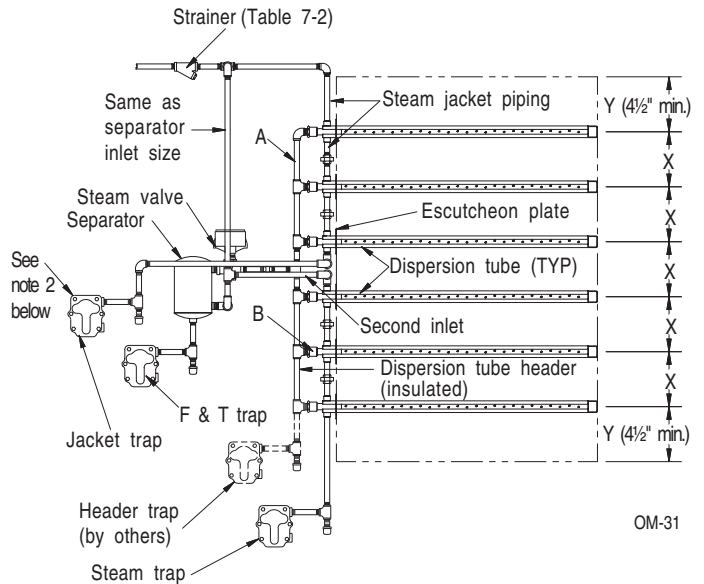 Strainer (Table 7-2)
Same as
separator
inlet size
Steam jacket piping
Y (4½" min.)
A
X
Steam valve
Separator
Escutcheon plate
X
X
See
note 2
below
Dispersion tube (TYP)
X
B
Second inlet
Dispersion tube header
(insulated)
X
F & T trap
Jacket trap
Y (4½" min.)
Header trap
(by others)
OM-31
Steam trap